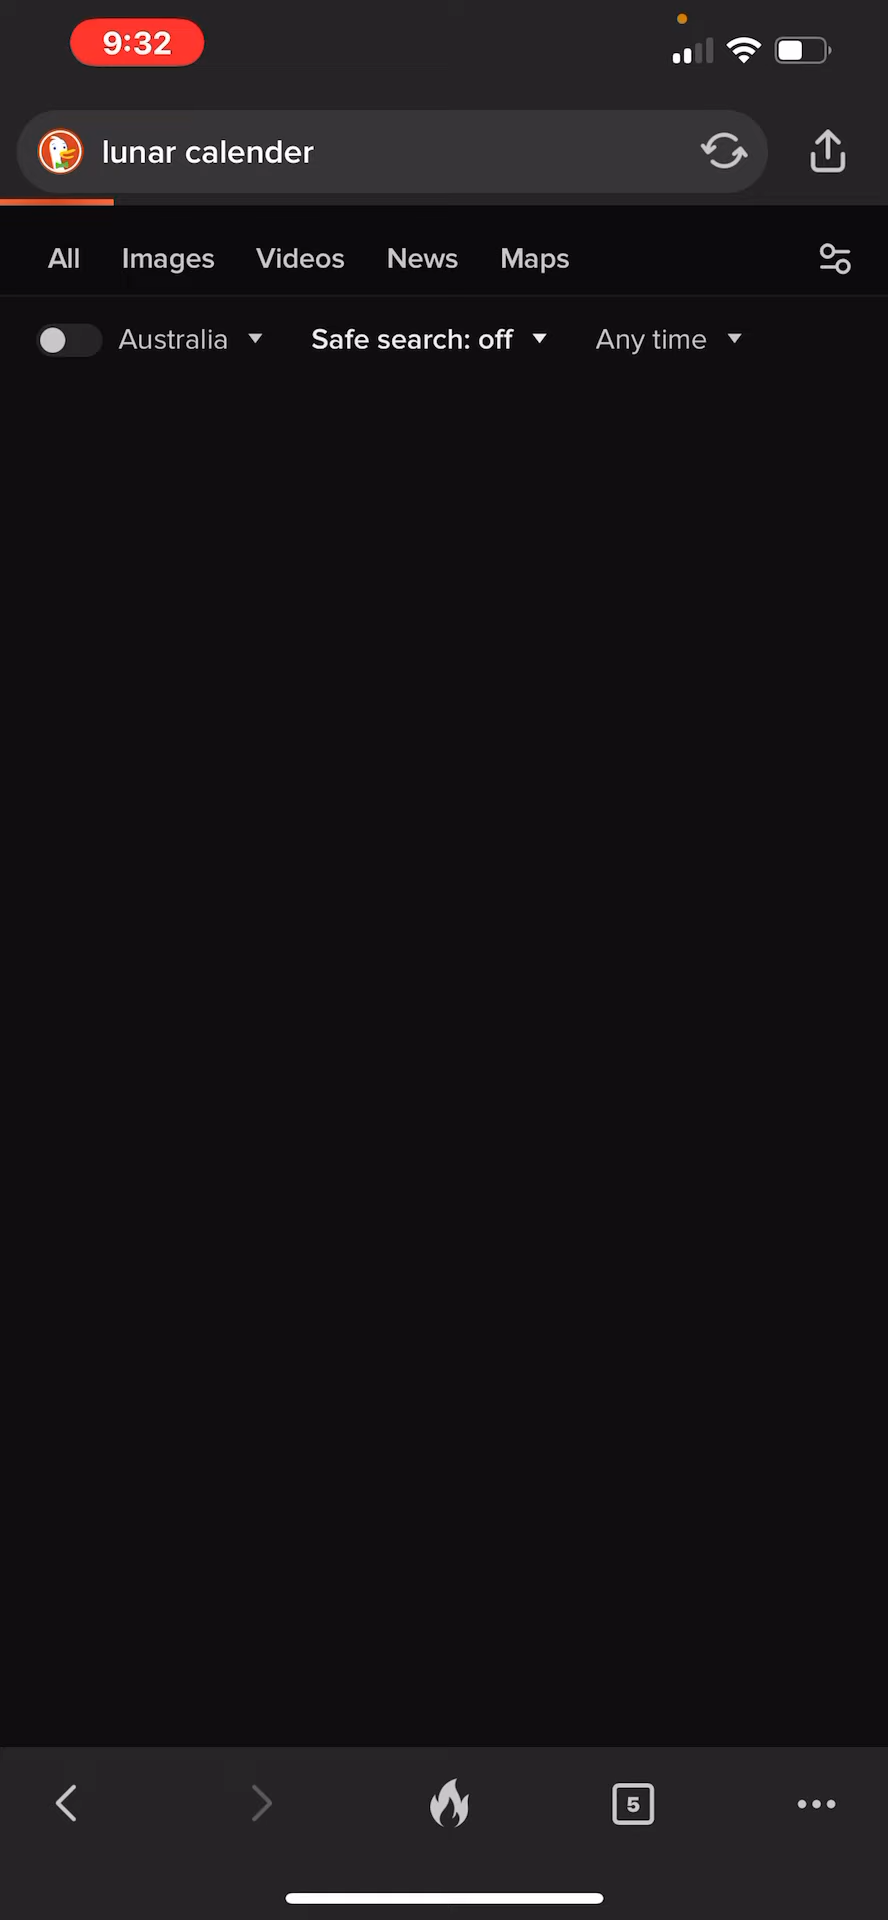 9:32
lunar calender
All Images Videos News Maps
Australia Safe search: off Any time
5